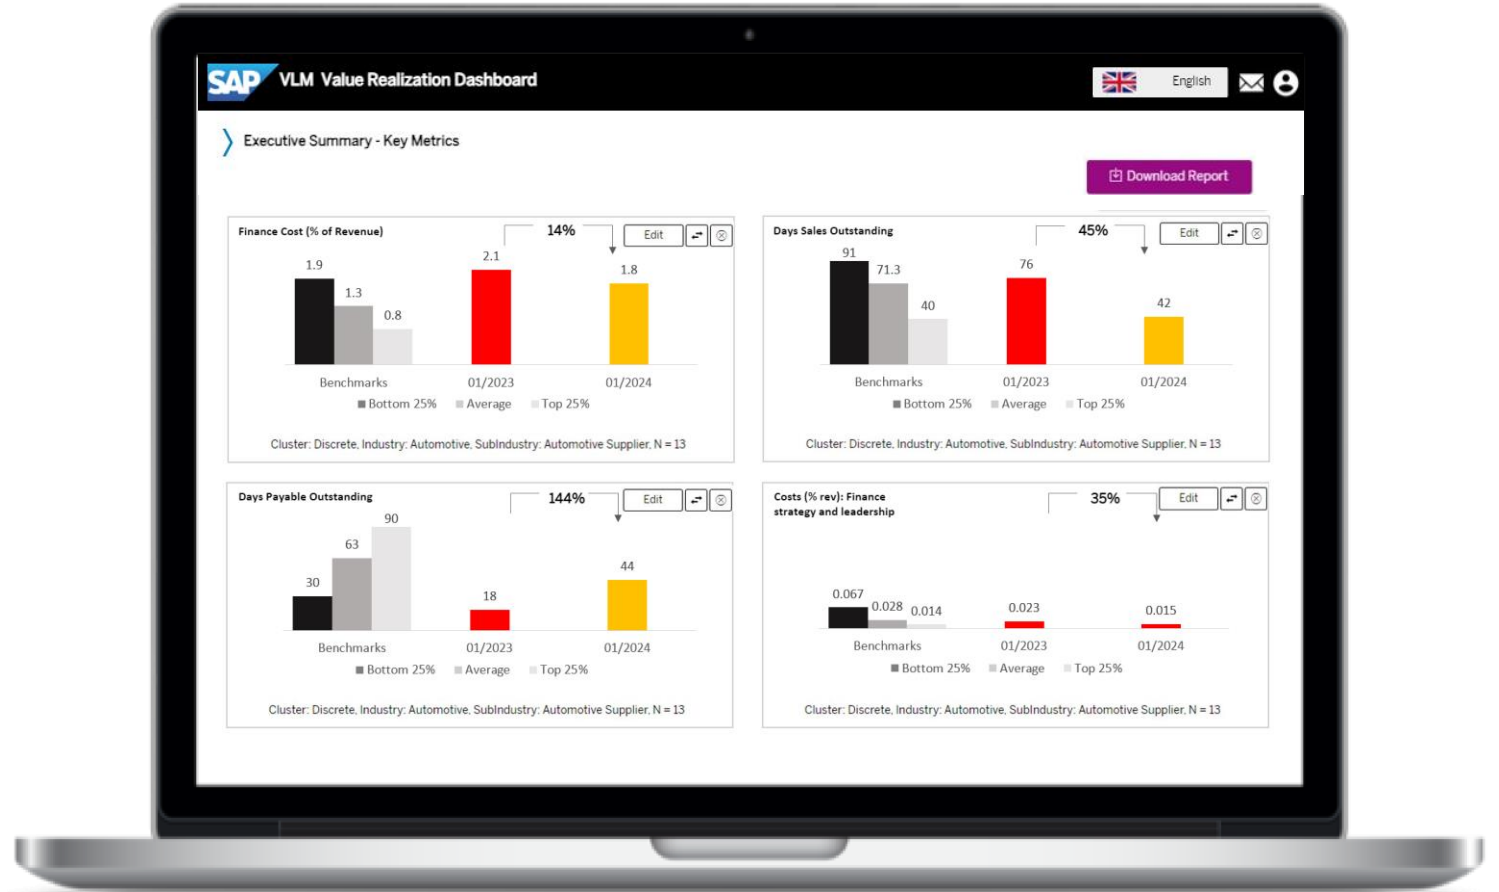 SAP VLM Value Realization Dashboard
English
Executive Summary - Key Metrics
Download Report
Finance Cost (% of Revenue)
14%
Edit
1.9
1.3
0.8
2.1
1.8
Benchmarks
01/2023
01/2024
Bottom 25% Average Top 25%
Cluster: Discrete, Industry: Automotive, SubIndustry: Automotive Supplier, N = 13
Days Sales Outstanding
45%
Edit
91
71.3
40
76
42
Benchmarks
01/2023
01/2024
Bottom 25% Average Top 25%
Cluster: Discrete, Industry: Automotive, SubIndustry: Automotive Supplier, N = 13
Days Payable Outstanding
144%
Edit
30
63
90
18
44
Benchmarks
01/2023
01/2024
Bottom 25% Average Top 25%
Cluster: Discrete, Industry: Automotive, SubIndustry: Automotive Supplier, N = 13
Costs (% rev): Finance
strategy and leadership
35%
Edit
0.067
0.028
0.014
0.023
0.015
Benchmarks
01/2023
01/2024
Bottom 25% Average Top 25%
Cluster: Discrete, Industry: Automotive, SubIndustry: Automotive Supplier, N = 13